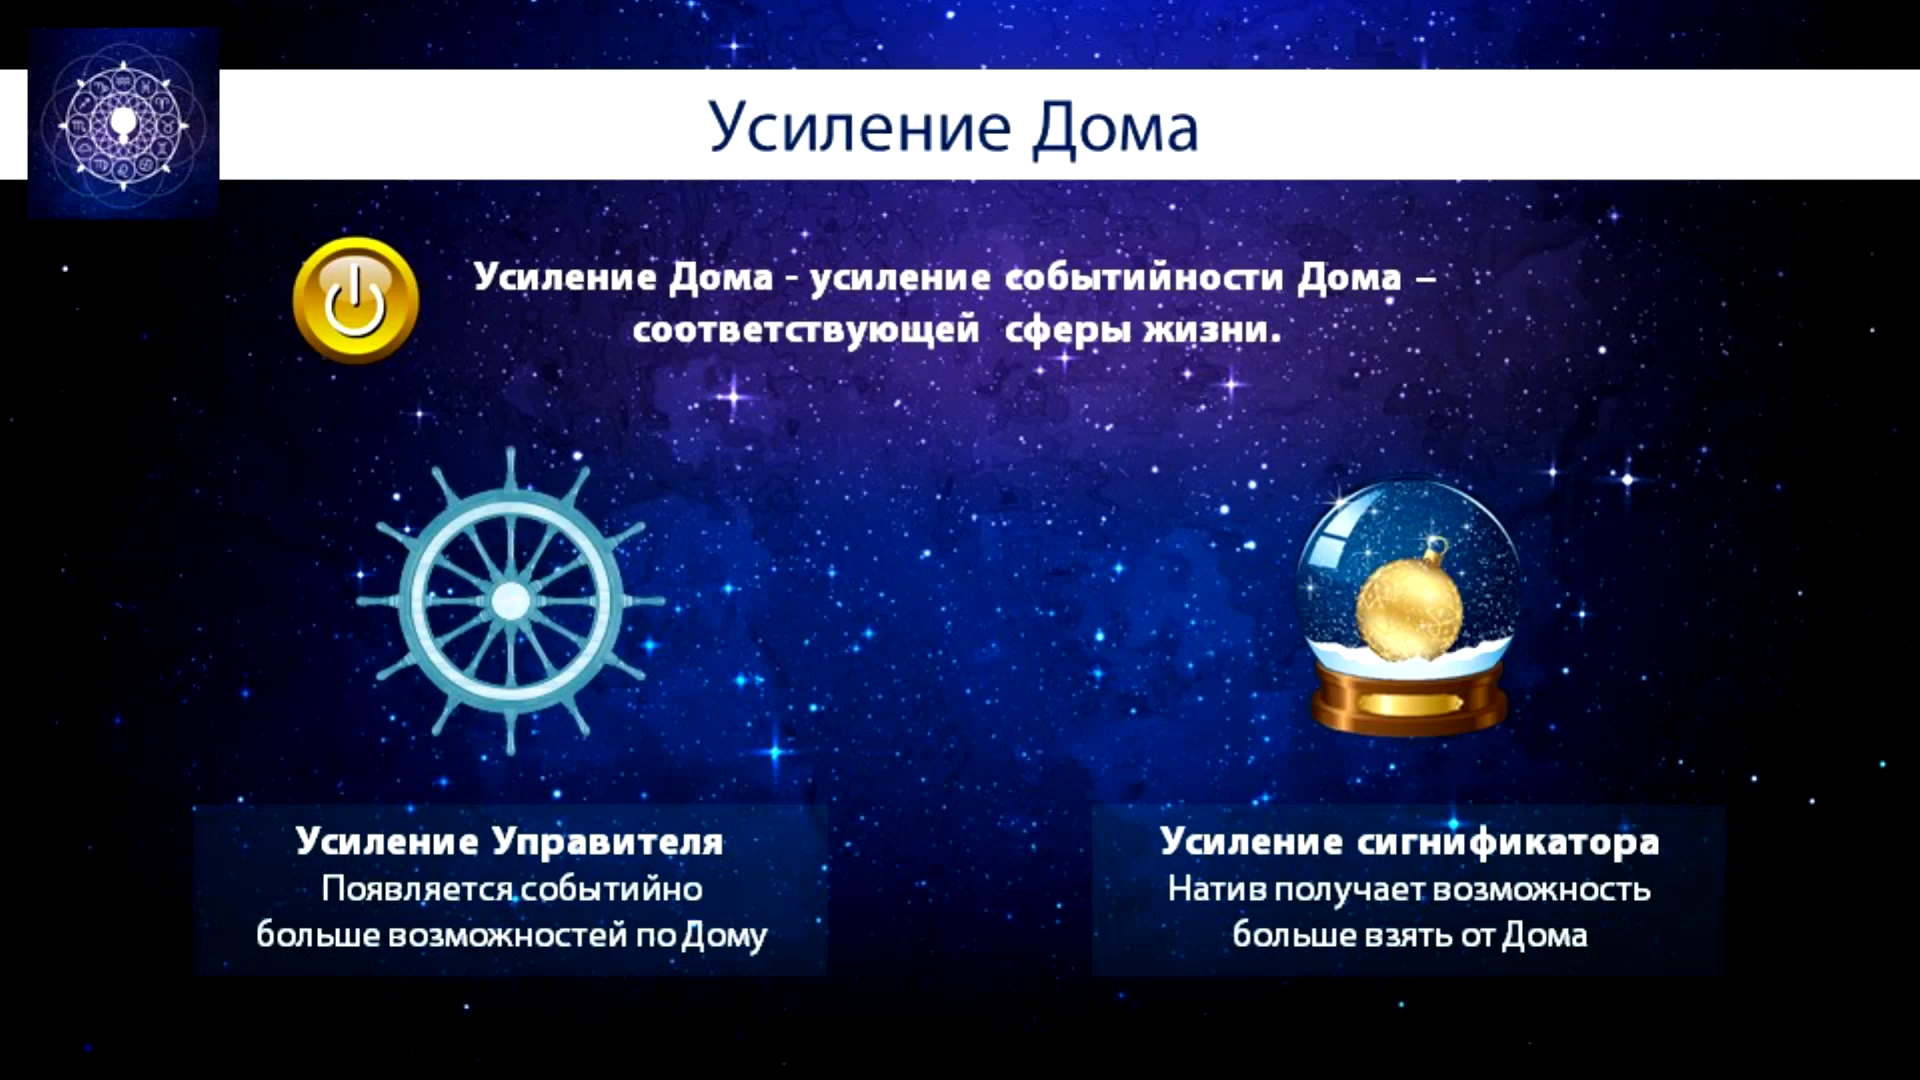 Усиление Дома
Усиление Дома - усиление событийности Дома –
соответствующей сферы жизни.
Усиление Управителя
Появляется событийно
больше возможностей по Дому
Усиление сигнификатора
Натив получает возможность
больше взять от Дома